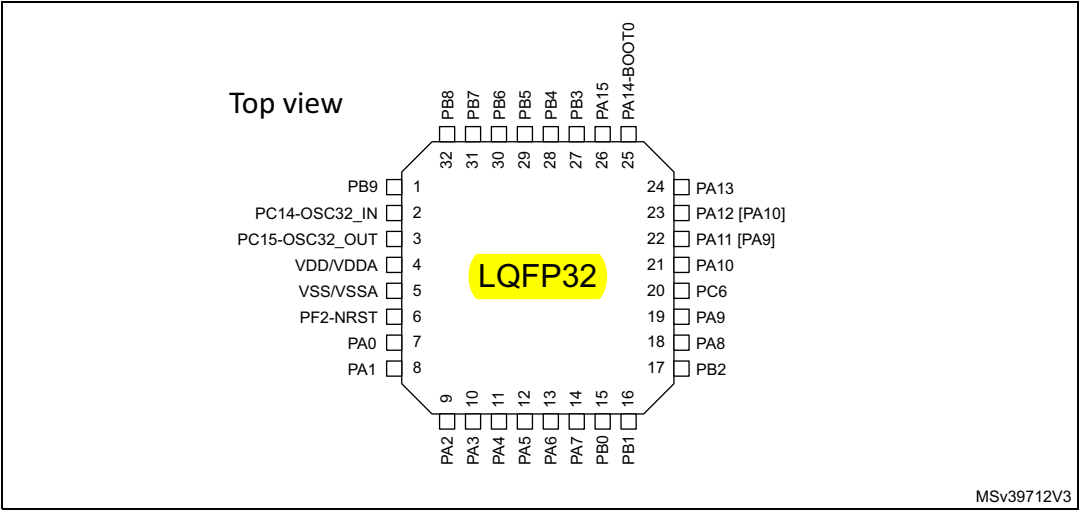 Top view
PB8
PB7
PB6
PB5
PB4
PB3
PA15
PA14-BOOT0
32
31
30
29
28
27
26
25
PB9 1
PC14-OSC32_IN 2
PC15-OSC32_OUT 3
VDD/VDDA 4
VSS/VSSA 5
PF2-NRST 6
PA0 7
PA1 8
LQFP32
24 PA13
23 PA12 [PA10]
22 PA11 [PA9]
21 PA10
20 PC6
19 PA9
18 PA8
17 PB2
9
10
11
12
13
14
15
16
PA2
PA3
PA4
PA5
PA6
PA7
PB0
PB1
MSv39712V3